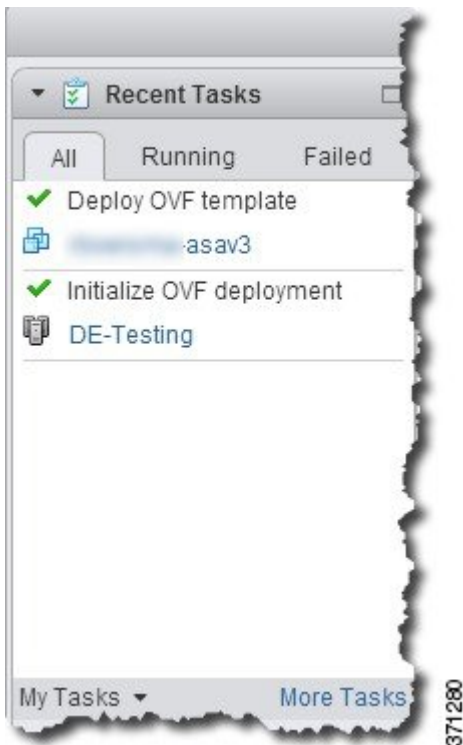 Recent Tasks
All Running Failed
Deploy OVF template
-asav3
Initialize OVF deployment
DE-Testing
My Tasks More Tasks
371280